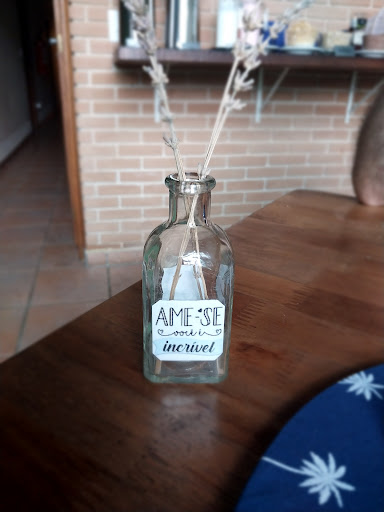 AME-SE
você é
incrível